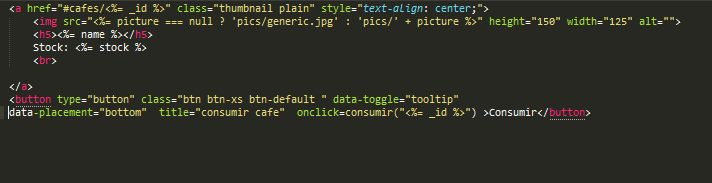 <a href="#cafes/<%= _id %>" class="thumbnail plain" style="text-align: center;">
<img src="<%= picture === null ? 'pics/generic.jpg' : 'pics/' + picture %>" height="150" width="125" alt="">
<h5><%= name %></h5>
Stock: <%= stock %>
<br>
</a>
<button type="button" class="btn btn-xs btn-default " data-toggle="tooltip"
data-placement="bottom"  title="consumir cafe"  onclick=consumir("<%= _id %>") >Consumir</button>